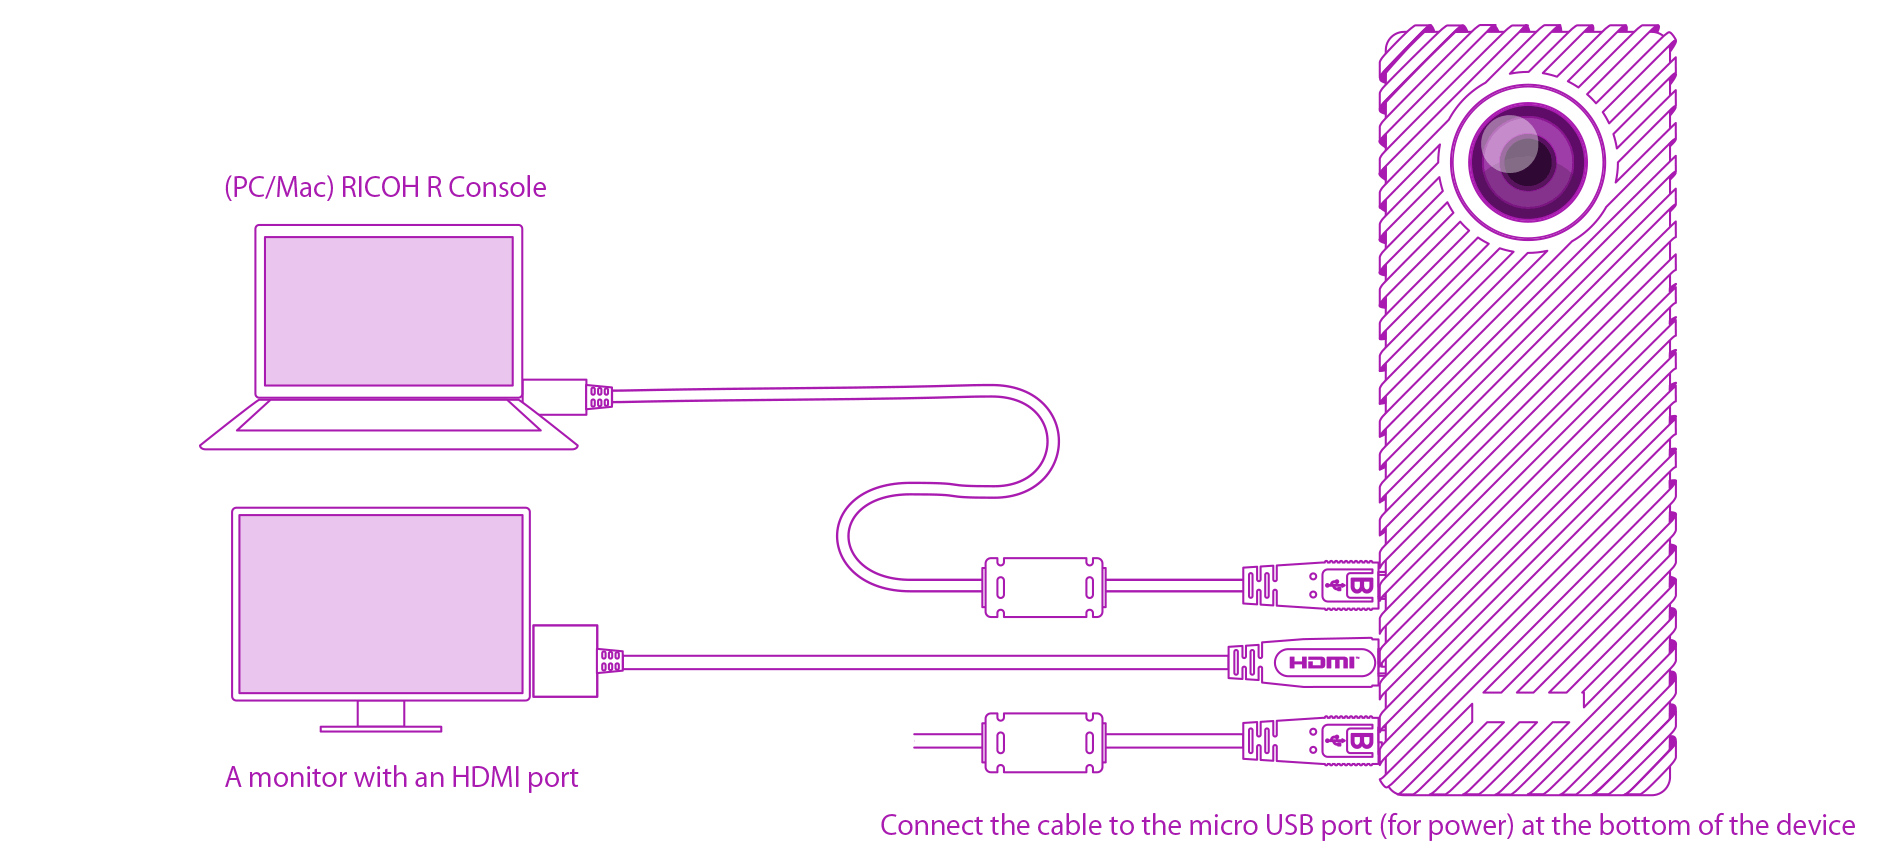 (PC/Mac) RICOH R Console
B
HDMI™
B
A monitor with an HDMI port
Connect the cable to the micro USB port (for power) at the bottom of the device